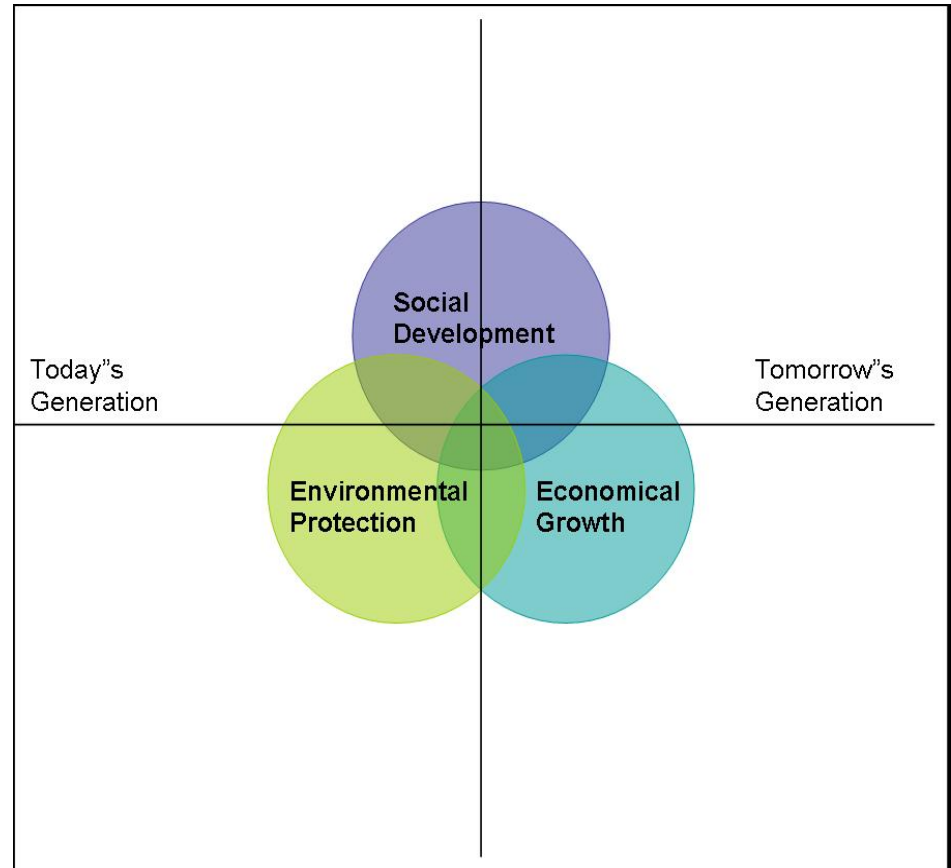 Social
Development
Today"s
Generation
Tomorrow"s
Generation
Environmental
Protection
Economical
Growth